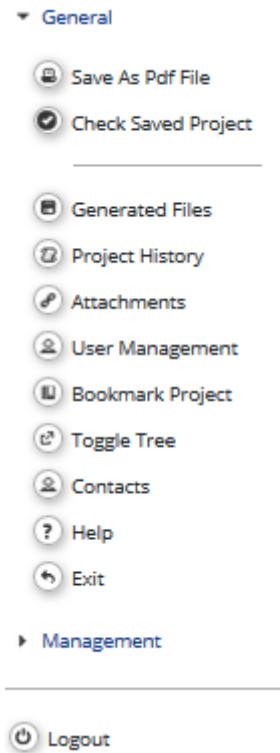 General
Save As Pdf File
Check Saved Project
Generated Files
Project History
Attachments
User Management
Bookmark Project
Toggle Tree
Contacts
? Help
Exit
Management
Logout